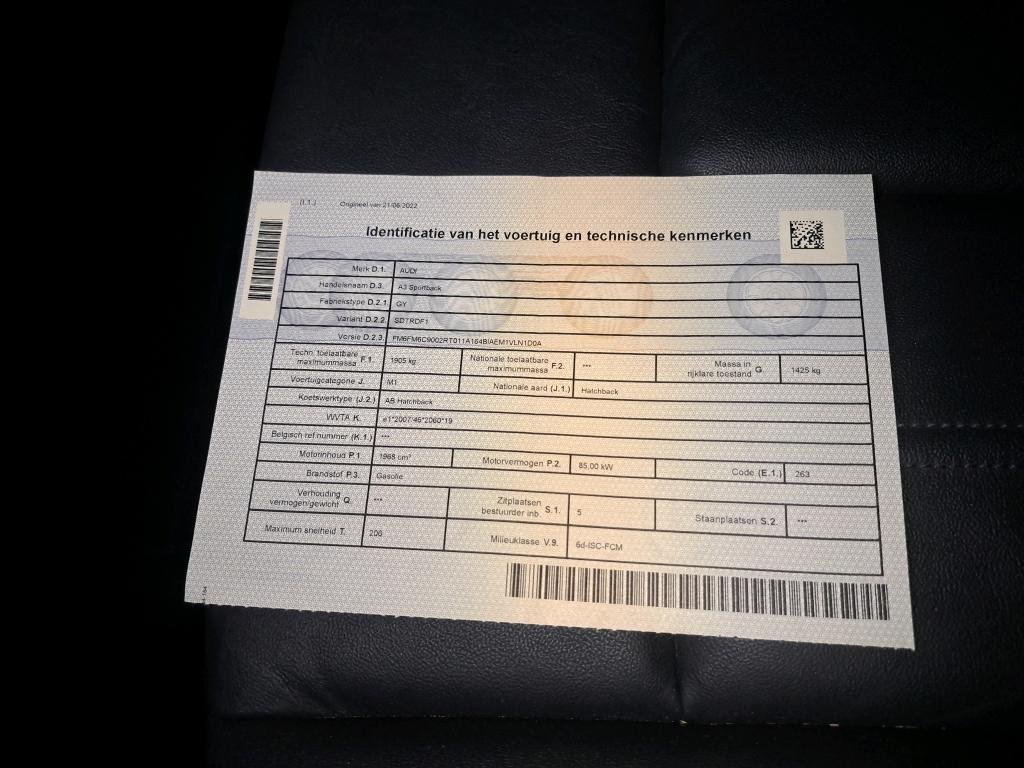 (I.1.) Origineel van 21/06/2022
Identificatie van het voertuig en technische kenmerken
Merk D.1. AUDI
Handelsnaam D.3. A3 Sportback
Fabriekstype D.2.1. GY
Variant D.2.2. SDTRDF1
Versie D.2.3. FM6FM6C9002RT011A164BIAEM1VLN1D0A
Techn. toelaatbare maximummassa F.1. 1905 kg Nationale toelaatbare maximummassa F.2. --- Massa in rijklare toestand G 1425 kg
Voertuigcategorie J. M1 Nationale aard (J.1.) Hatchback
Koetswerktype (J.2.) AB Hatchback
WVTA K. e1*2007/46*2060*19
Belgisch ref nummer (K.1.) ---
Motorinhoud P.1 1968 cm³ Motorvermogen P.2. 85,00 kW Code (E.1.) 263
Brandstof P.3. Gasolie
Verhouding vermogen/gewicht Q. --- Zitplaatsen bestuurder inb. S.1. 5 Staanplaatsen S.2. ---
Maximum snelheid T. 206 Milieuklasse V.9. 6d-ISC-FCM